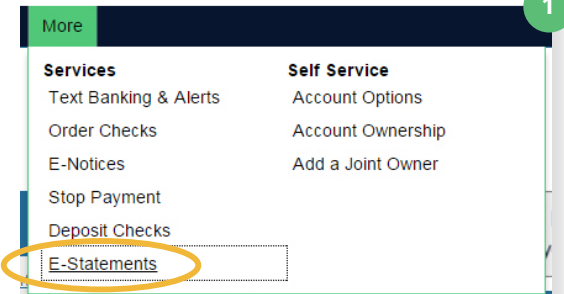 1
More
Services
Text Banking & Alerts
Order Checks
E-Notices
Stop Payment
Deposit Checks
E-Statements
Self Service
Account Options
Account Ownership
Add a Joint Owner